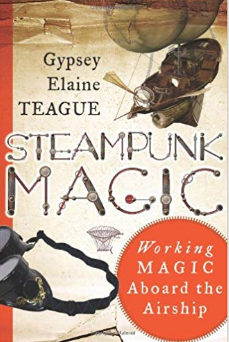 Gypsey
Elaine
TEAGUE
STEAMPUNK
MAGIC
Working
MAGIC
Aboard the
Airship